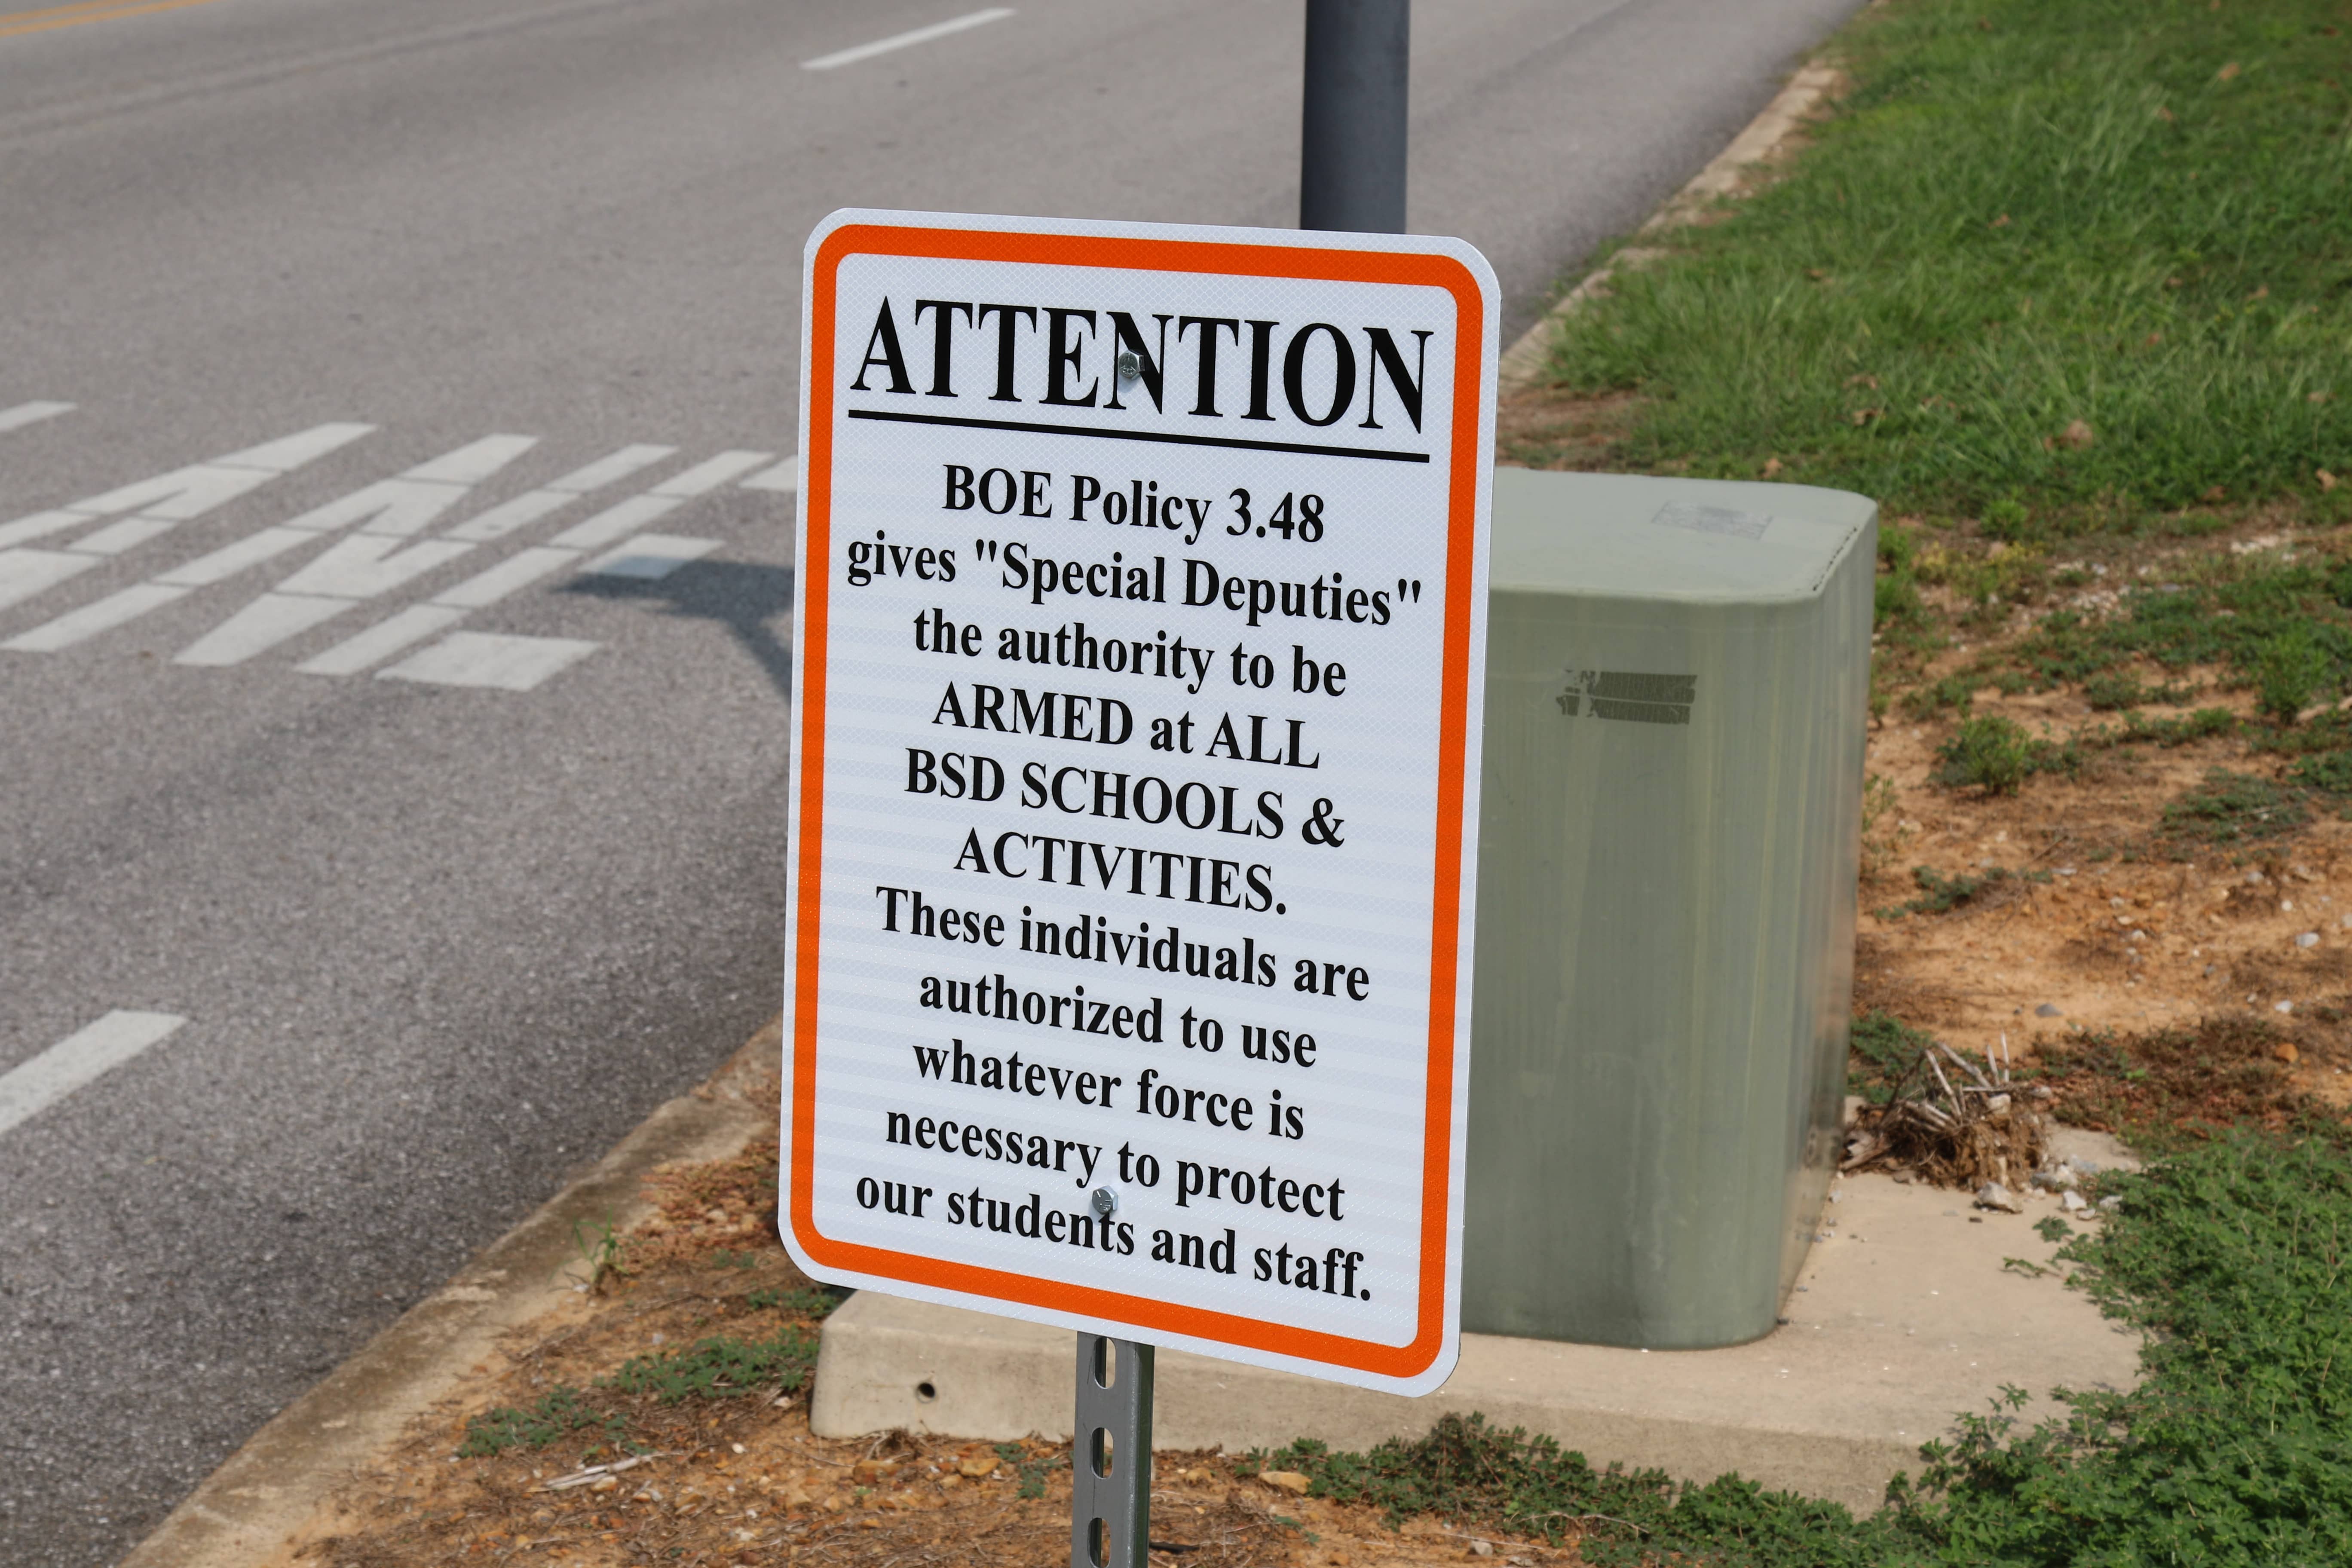 ATTENTION
BOE Policy 3.48
gives "Special Deputies"
the authority to be
ARMED at ALL
BSD SCHOOLS &
ACTIVITIES.
These individuals are
authorized to use
whatever force is
necessary to protect
our students and staff.